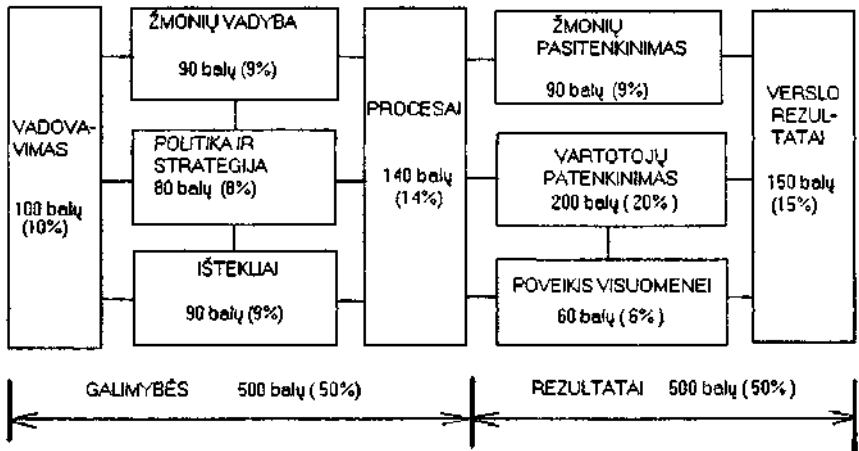 VADOVA-
VIMAS
100 balų
(10%)
ŽMONIŲ VADYBA
90 balų (9%)
POLITIKA IR
STRATEGIJA
80 balų (8%)
IŠTEKLIAI
90 balų (9%)
PROCESAI
140 balų
(14%)
ŽMONIŲ
PASITENKINIMAS
90 balų (9%)
VARTOTOJŲ
PATENKINIMAS
200 balų ( 20% )
POVEIKIS VISUOMENEI
60 balų ( 6% )
VERSLO
REZUL-
TATAI
150 balų
(15%)
GALIMYBĖS 500 balų ( 50%)
REZULTATAI 500 balų ( 50% )